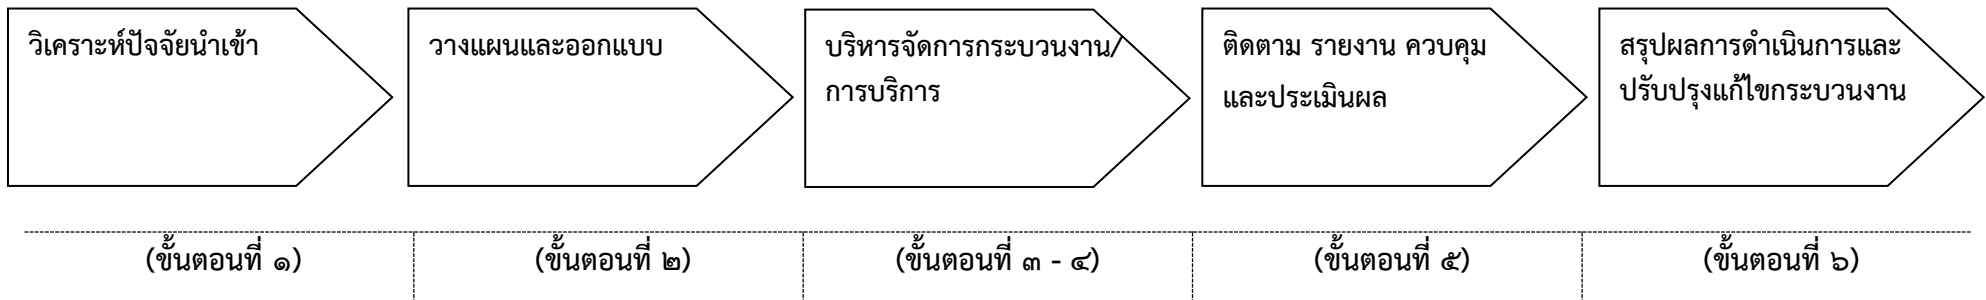 วิเคราะห์ปัจจัยนำเข้า
วางแผนและออกแบบ
บริหารจัดการกระบวนงาน/
การบริการ
ติดตาม รายงาน ควบคุม
และประเมินผล
สรุปผลการดำเนินการและ
ปรับปรุงแก้ไขกระบวนงาน
(ขั้นตอนที่ ๑)
(ขั้นตอนที่ ๒)
(ขั้นตอนที่ ๓ - ๔)
(ขั้นตอนที่ ๕)
(ขั้นตอนที่ ๖)